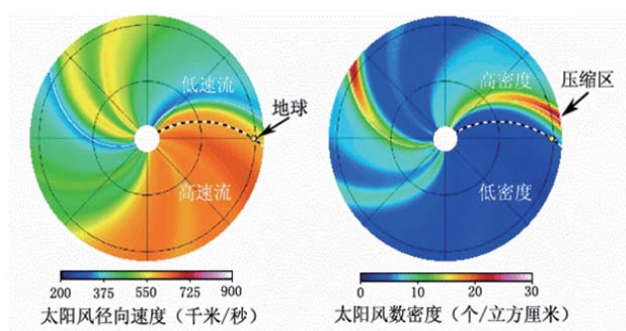 低速流
地球
高速流
200 375 550 725 900
太阳风径向速度（千米/秒）
高密度
压缩区
低密度
0 10 20 30
太阳风数密度（个/立方厘米）